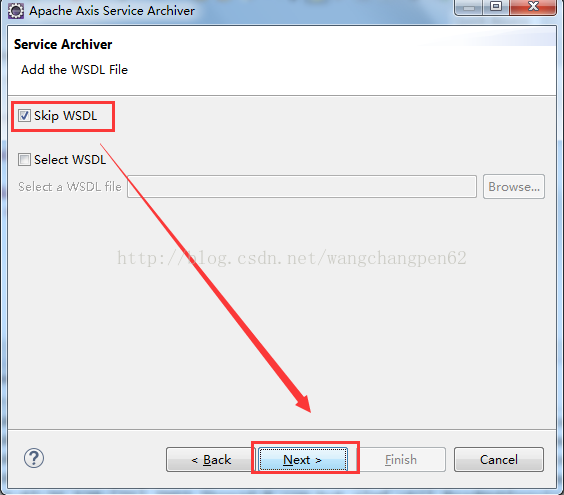 Apache Axis Service Archiver
Service Archiver
Add the WSDL File
Skip WSDL
Select WSDL
Select a WSDL file
Browse...
http://blog.csdn.net/wangchangpen62
?
< Back
Next >
Finish
Cancel